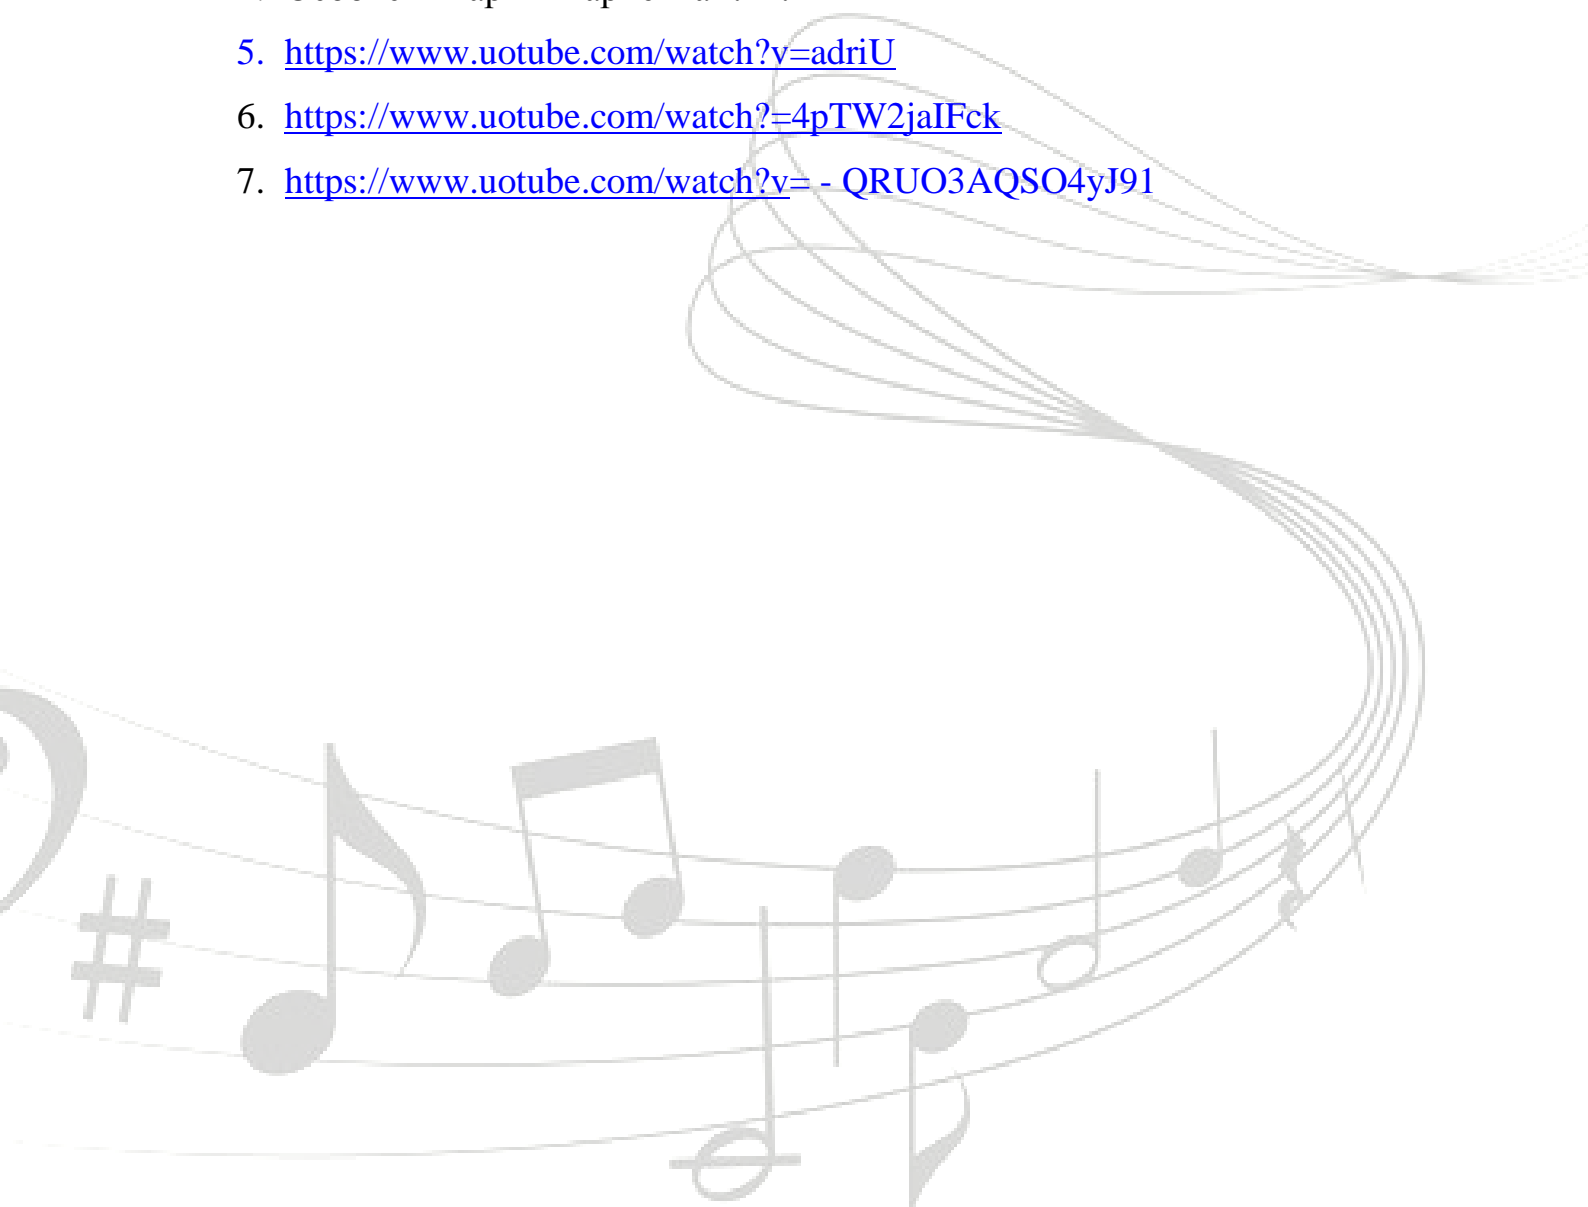 5. https://www.uotube.com/watch?v=adriU
6. https://www.uotube.com/watch?=4pTW2jaIFck
7. https://www.uotube.com/watch?v= - QRUO3AQSO4yJ91